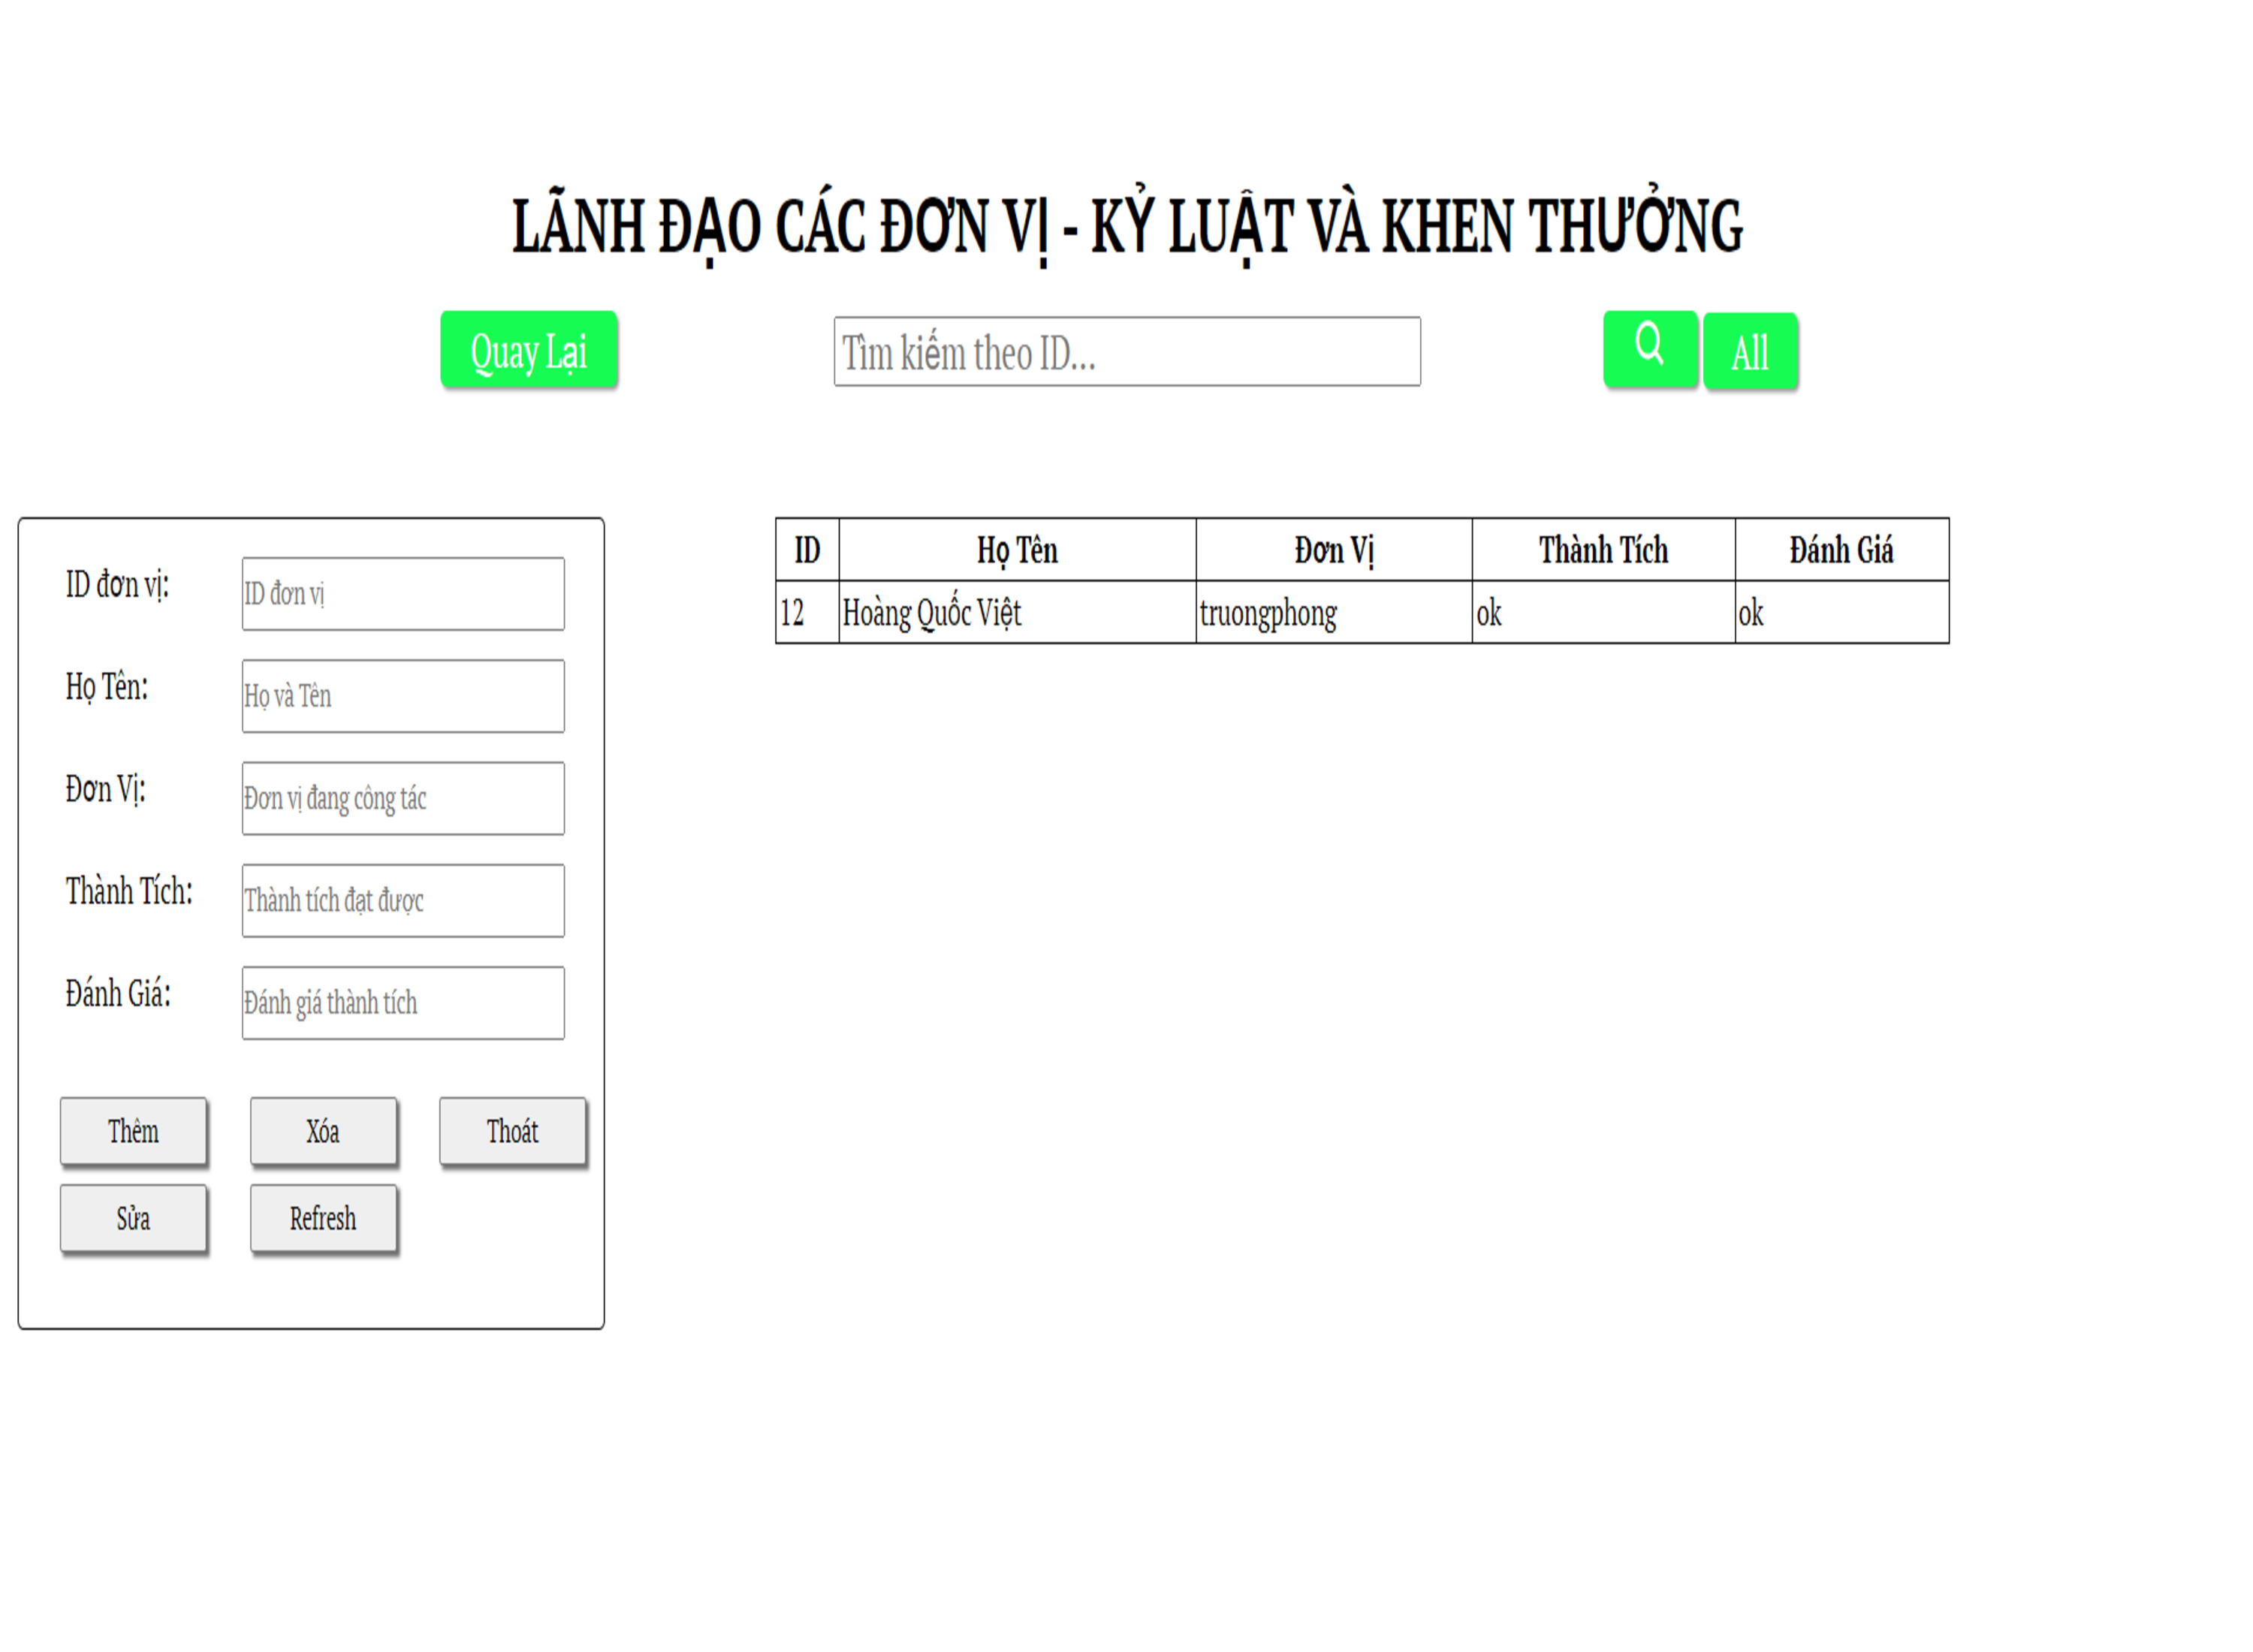 LÃNH ĐẠO CÁC ĐƠN VỊ - KỶ LUẬT VÀ KHEN THƯỞNG
Quay Lại
Tìm kiếm theo ID...
All
ID đơn vị: ID đơn vị
Họ Tên: Họ và Tên
Đơn Vị: Đơn vị đang công tác
Thành Tích: Thành tích đạt được
Đánh Giá: Đánh giá thành tích
Thêm Xóa Thoát
Sửa Refresh
ID Họ Tên Đơn Vị Thành Tích Đánh Giá
12 Hoàng Quốc Việt truongphong ok ok